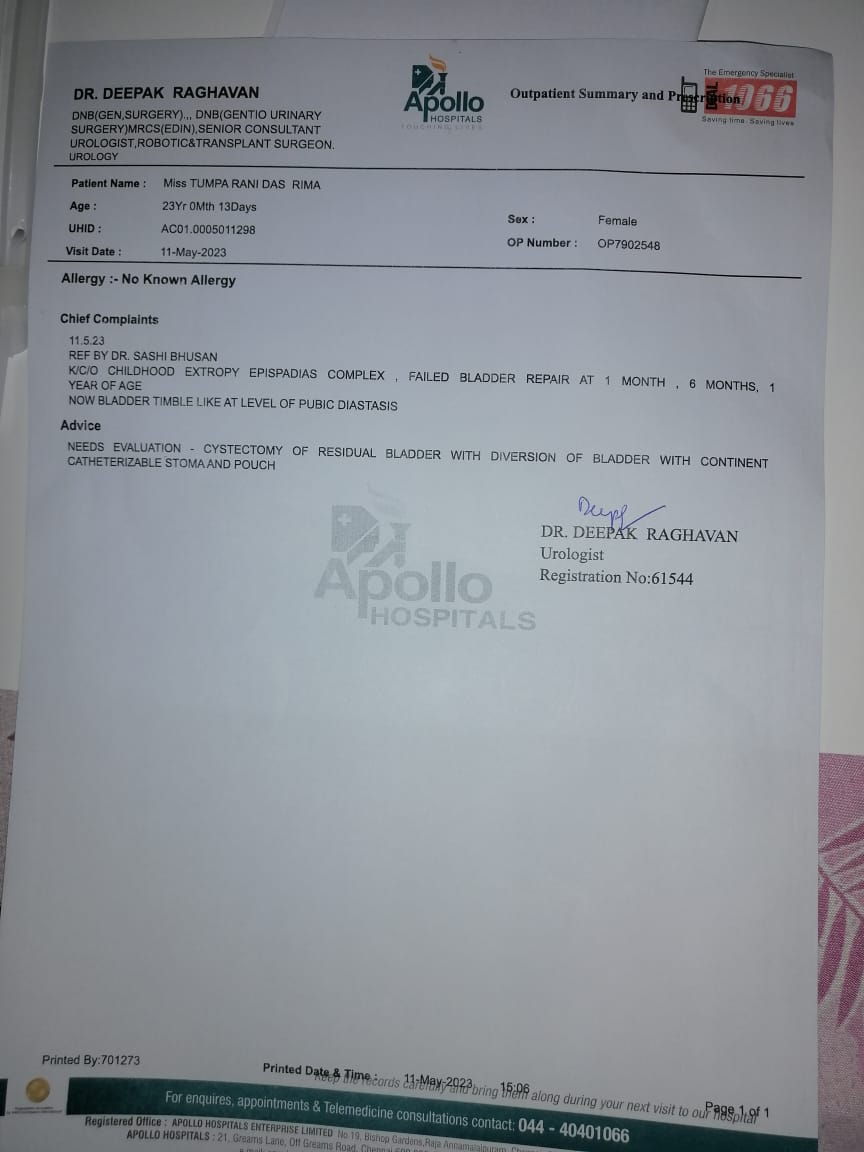 DR. DEEPAK RAGHAVAN
DNB(GEN,SURGERY).,, DNB(GENTIO URINARY
SURGERY)MRCS(EDIN),SENIOR CONSULTANT
UROLOGIST,ROBOTIC&TRANSPLANT SURGEON.
UROLOGY
Apollo
HOSPITALS
TOUCHING LIVES
Outpatient Summary and Prescription
The Emergency Specialist
DIAL 1066
Saving time. Saving lives
Patient Name : Miss TUMPA RANI DAS RIMA
Age : 23Yr 0Mth 13Days
Sex : Female
UHID : AC01.0005011298
OP Number : OP7902548
Visit Date : 11-May-2023
Allergy :- No Known Allergy
Chief Complaints
11.5.23
REF BY DR. SASHI BHUSAN
K/C/O CHILDHOOD EXTROPY EPISPADIAS COMPLEX , FAILED BLADDER REPAIR AT 1 MONTH , 6 MONTHS, 1
YEAR OF AGE
NOW BLADDER TIMBLE LIKE AT LEVEL OF PUBIC DIASTASIS
Advice
NEEDS EVALUATION - CYSTECTOMY OF RESIDUAL BLADDER WITH DIVERSION OF BLADDER WITH CONTINENT
CATHETERIZABLE STOMA AND POUCH
DR. DEEPAK RAGHAVAN
Urologist
Registration No:61544
Apollo
HOSPITALS
Printed By:701273
Printed Date & Time : 11-May-2023 15:06
Keep the records carefully and bring them along during your next visit to our hospital
Page 1 of 1
For enquires, appointments & Telemedicine consultations contact: 044 - 40401066
Registered Office : APOLLO HOSPITALS ENTERPRISE LIMITED No.19, Bishop Gardens,Raja Annamalaipuram,
APOLLO HOSPITALS : 21, Greams Lane, Off Greams Road,